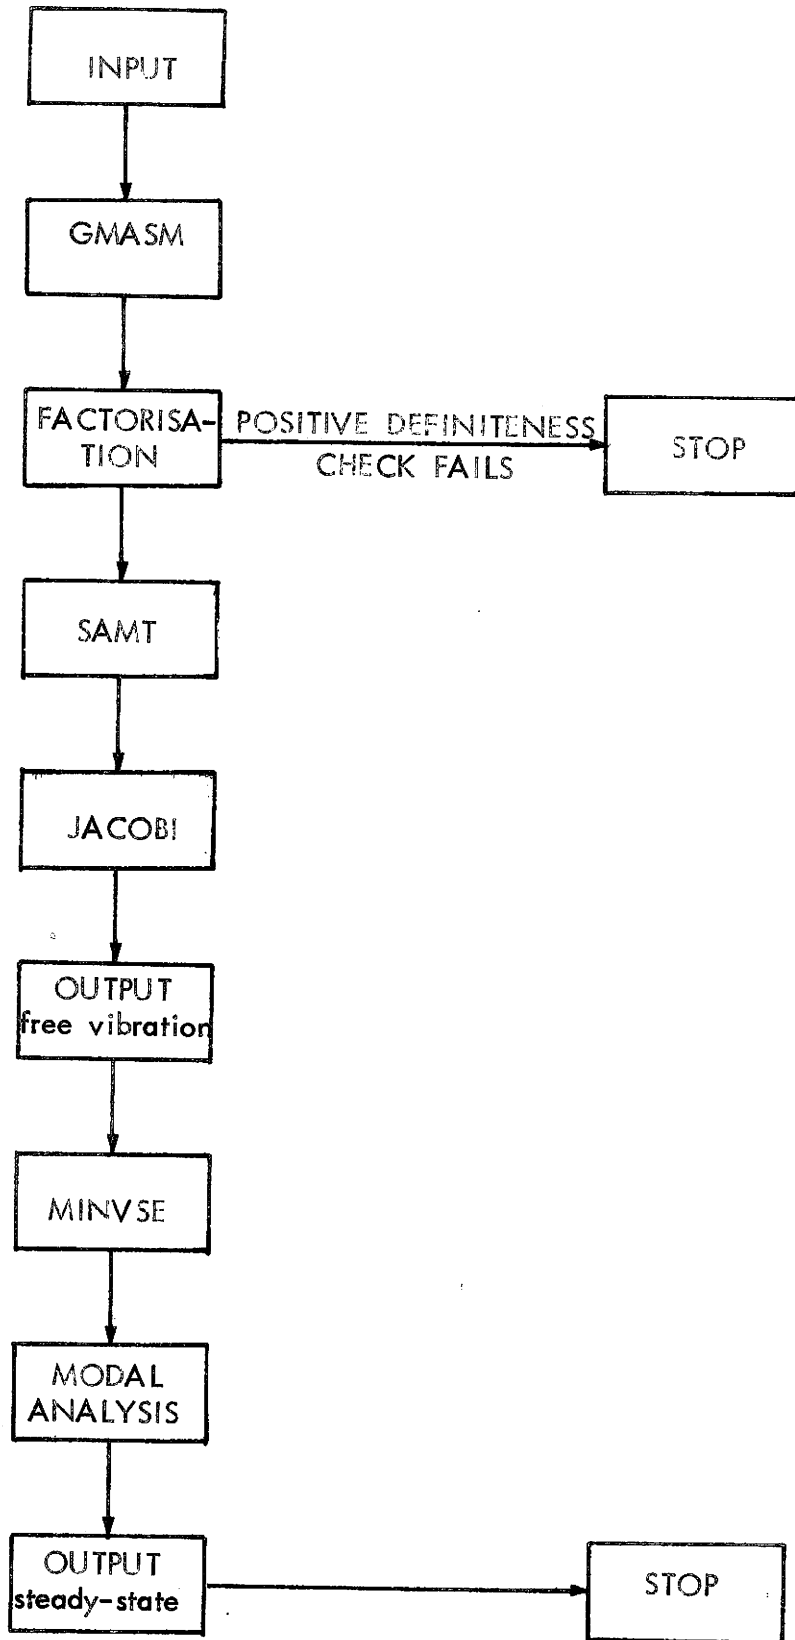 INPUT
GMASM
FACTORISA-
TION
POSITIVE DEFINITENESS
CHECK FAILS
STOP
SAMT
JACOBI
OUTPUT
free vibration
MINVSE
MODAL
ANALYSIS
OUTPUT
steady-state
STOP